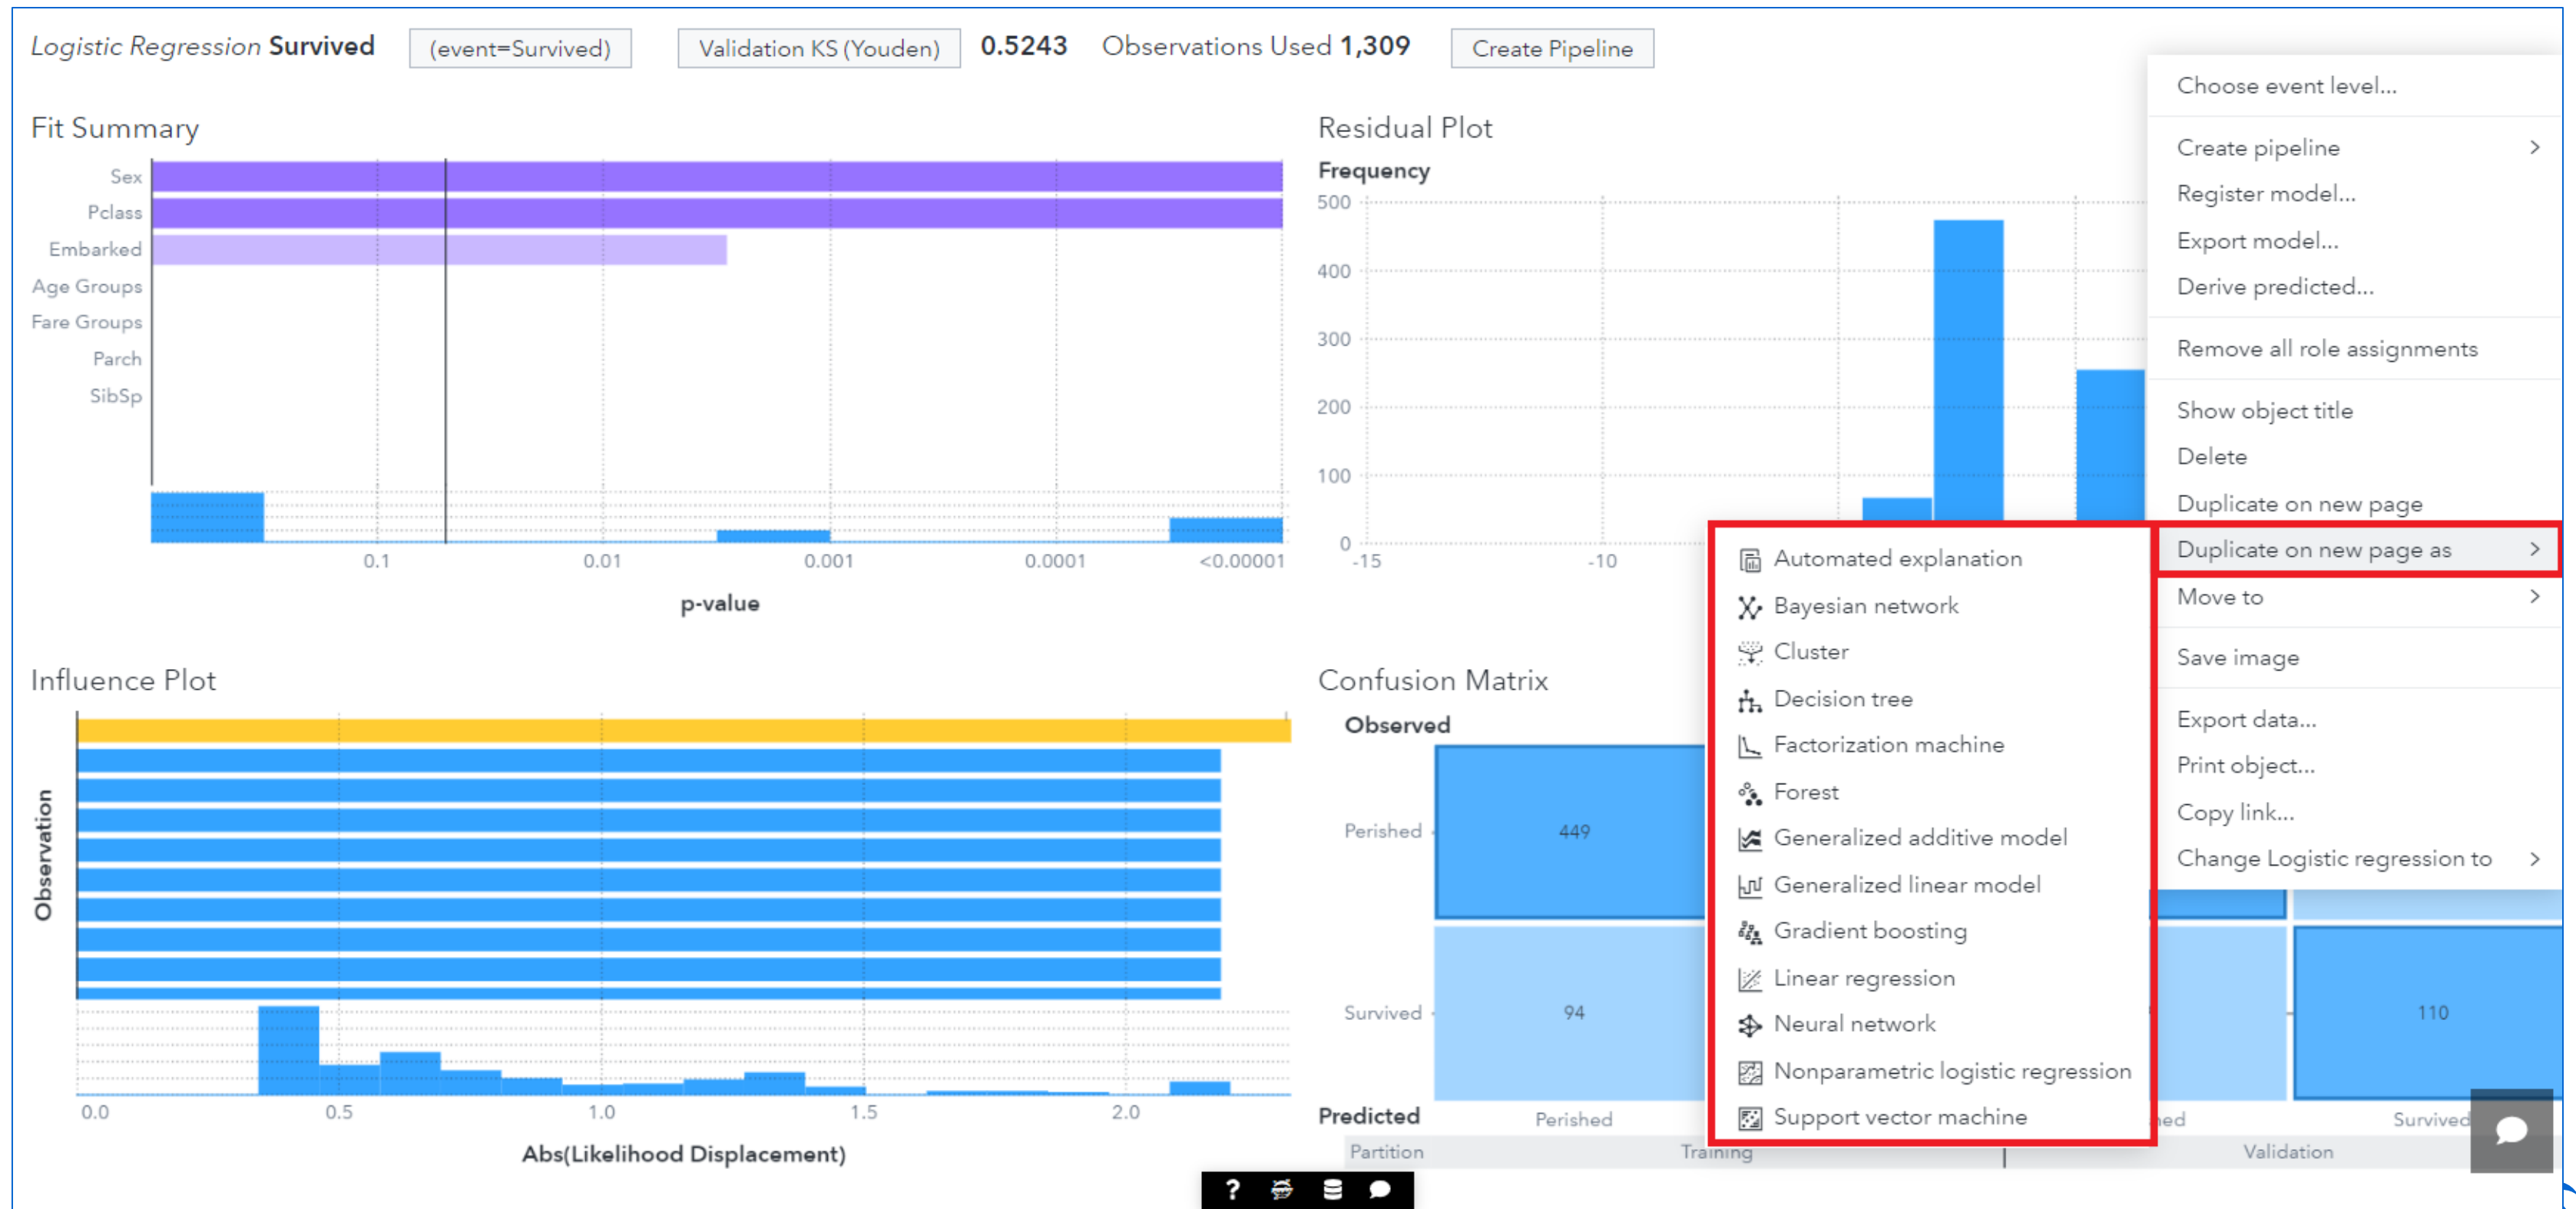 Logistic Regression Survived (event=Survived) Validation KS (Youden) 0.5243 Observations Used 1,309 Create Pipeline
Fit Summary
Sex
Pclass
Embarked
Age Groups
Fare Groups
Parch
SibSp
0.1 0.01 0.001 0.0001 <0.00001
p-value
Residual Plot
Frequency
500
400
300
200
100
0
-15 -10
Influence Plot
Observation
0.0 0.5 1.0 1.5 2.0
Abs(Likelihood Displacement)
Confusion Matrix
Observed
Perished 449
Survived 94 110
Predicted Perished Survived
Partition Training Validation
Choose event level...
Create pipeline
Register model...
Export model...
Derive predicted...
Remove all role assignments
Show object title
Delete
Duplicate on new page
Duplicate on new page as
Move to
Save image
Export data...
Print object...
Copy link...
Change Logistic regression to
Automated explanation
Bayesian network
Cluster
Decision tree
Factorization machine
Forest
Generalized additive model
Generalized linear model
Gradient boosting
Linear regression
Neural network
Nonparametric logistic regression
Support vector machine
?